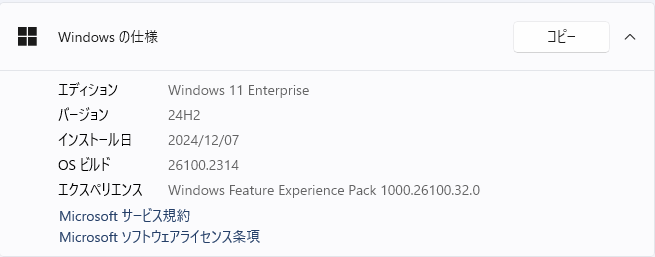 Windows の仕様
コピー
エディション Windows 11 Enterprise
バージョン 24H2
インストール日 2024/12/07
OS ビルド 26100.2314
エクスペリエンス Windows Feature Experience Pack 1000.26100.32.0
Microsoft サービス規約
Microsoft ソフトウェアライセンス条項